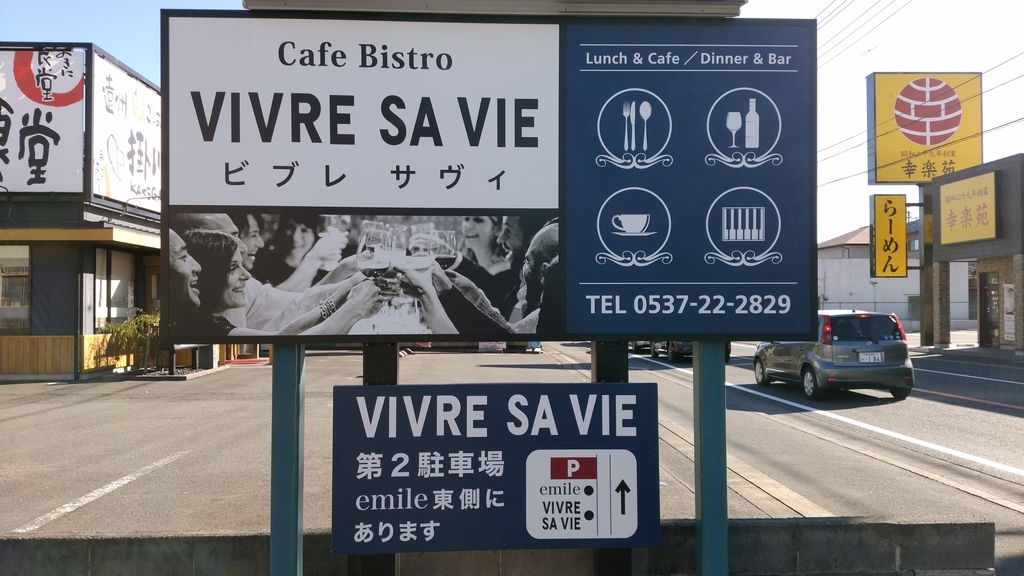 Cafe Bistro
VIVRE SA VIE
ビブレ サヴィ
Lunch & Cafe ／ Dinner & Bar
TEL 0537-22-2829
VIVRE SA VIE
第2駐車場
emile東側に
あります
P
emile
VIVRE
SA VIE
食堂
幸楽苑
らーめん
幸楽苑